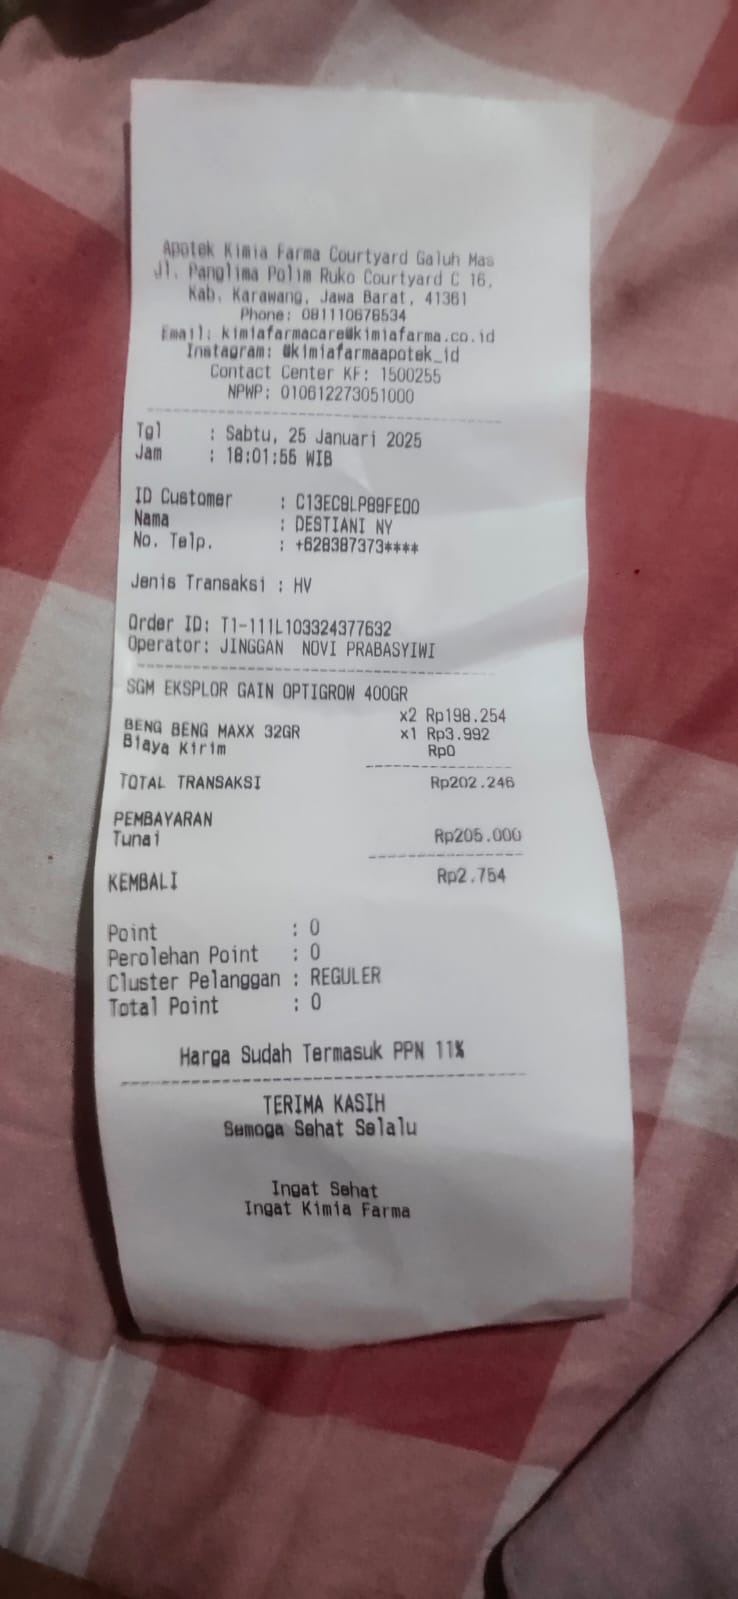 Apotek Kimia Farma Courtyard Galuh Mas
Jl. Panglima Polim Ruko Courtyard C 16,
Kab. Karawang, Jawa Barat, 41361
Phone: 081110678534
Email: kimiafarmacare@kimiafarma.co.id
Instagram: @kimiafarmaapotek_id
Contact Center KF: 1500255
NPWP: 010612273051000
Tgl : Sabtu, 25 Januari 2025
Jam : 18:01:55 WIB
ID Customer : C13EC9LP89FEOO
Nama : DESTIANI NY
No. Telp. : +628387373****
Jenis Transaksi : HV
Order ID: T1-111L103324377632
Operator: JINGGAN NOVI PRABASYIWI
SGM EKSPLOR GAIN OPTIGROW 400GR
x2 Rp198.254
BENG BENG MAXX 32GR x1 Rp3.992
Biaya Kirim Rp0
TOTAL TRANSAKSI Rp202.246
PEMBAYARAN
Tunai Rp205.000
KEMBALI Rp2.754
Point : 0
Perolehan Point : 0
Cluster Pelanggan : REGULER
Total Point : 0
Harga Sudah Termasuk PPN 11%
TERIMA KASIH
Semoga Sehat Selalu
Ingat Sehat
Ingat Kimia Farma